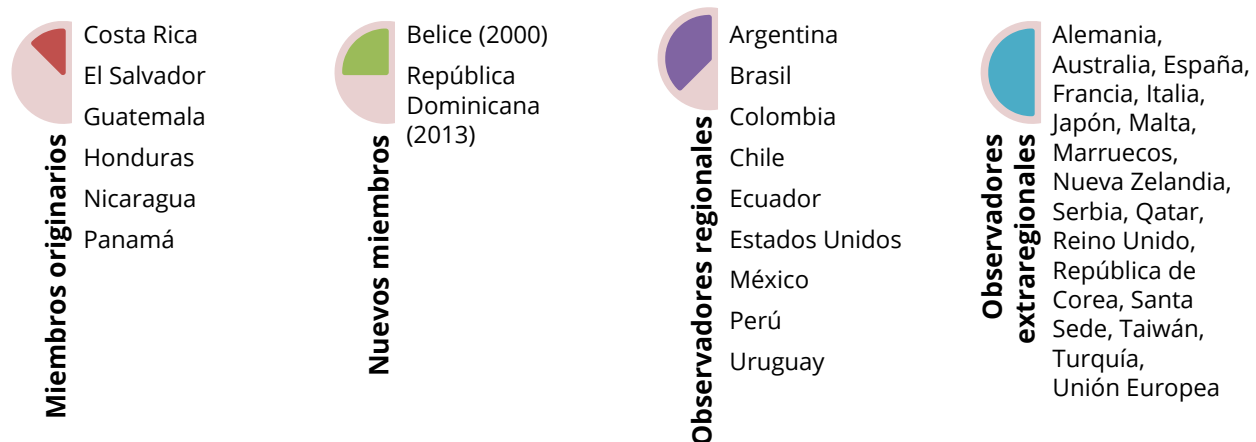 Miembros originarios
Costa Rica
El Salvador
Guatemala
Honduras
Nicaragua
Panamá
Nuevos miembros
Belice (2000)
República
Dominicana
(2013)
Observadores regionales
Argentina
Brasil
Colombia
Chile
Ecuador
Estados Unidos
México
Perú
Uruguay
Observadores
extraregionales
Alemania,
Australia, España,
Francia, Italia,
Japón, Malta,
Marruecos,
Nueva Zelandia,
Serbia, Qatar,
Reino Unido,
República de
Corea, Santa
Sede, Taiwán,
Turquía,
Unión Europea